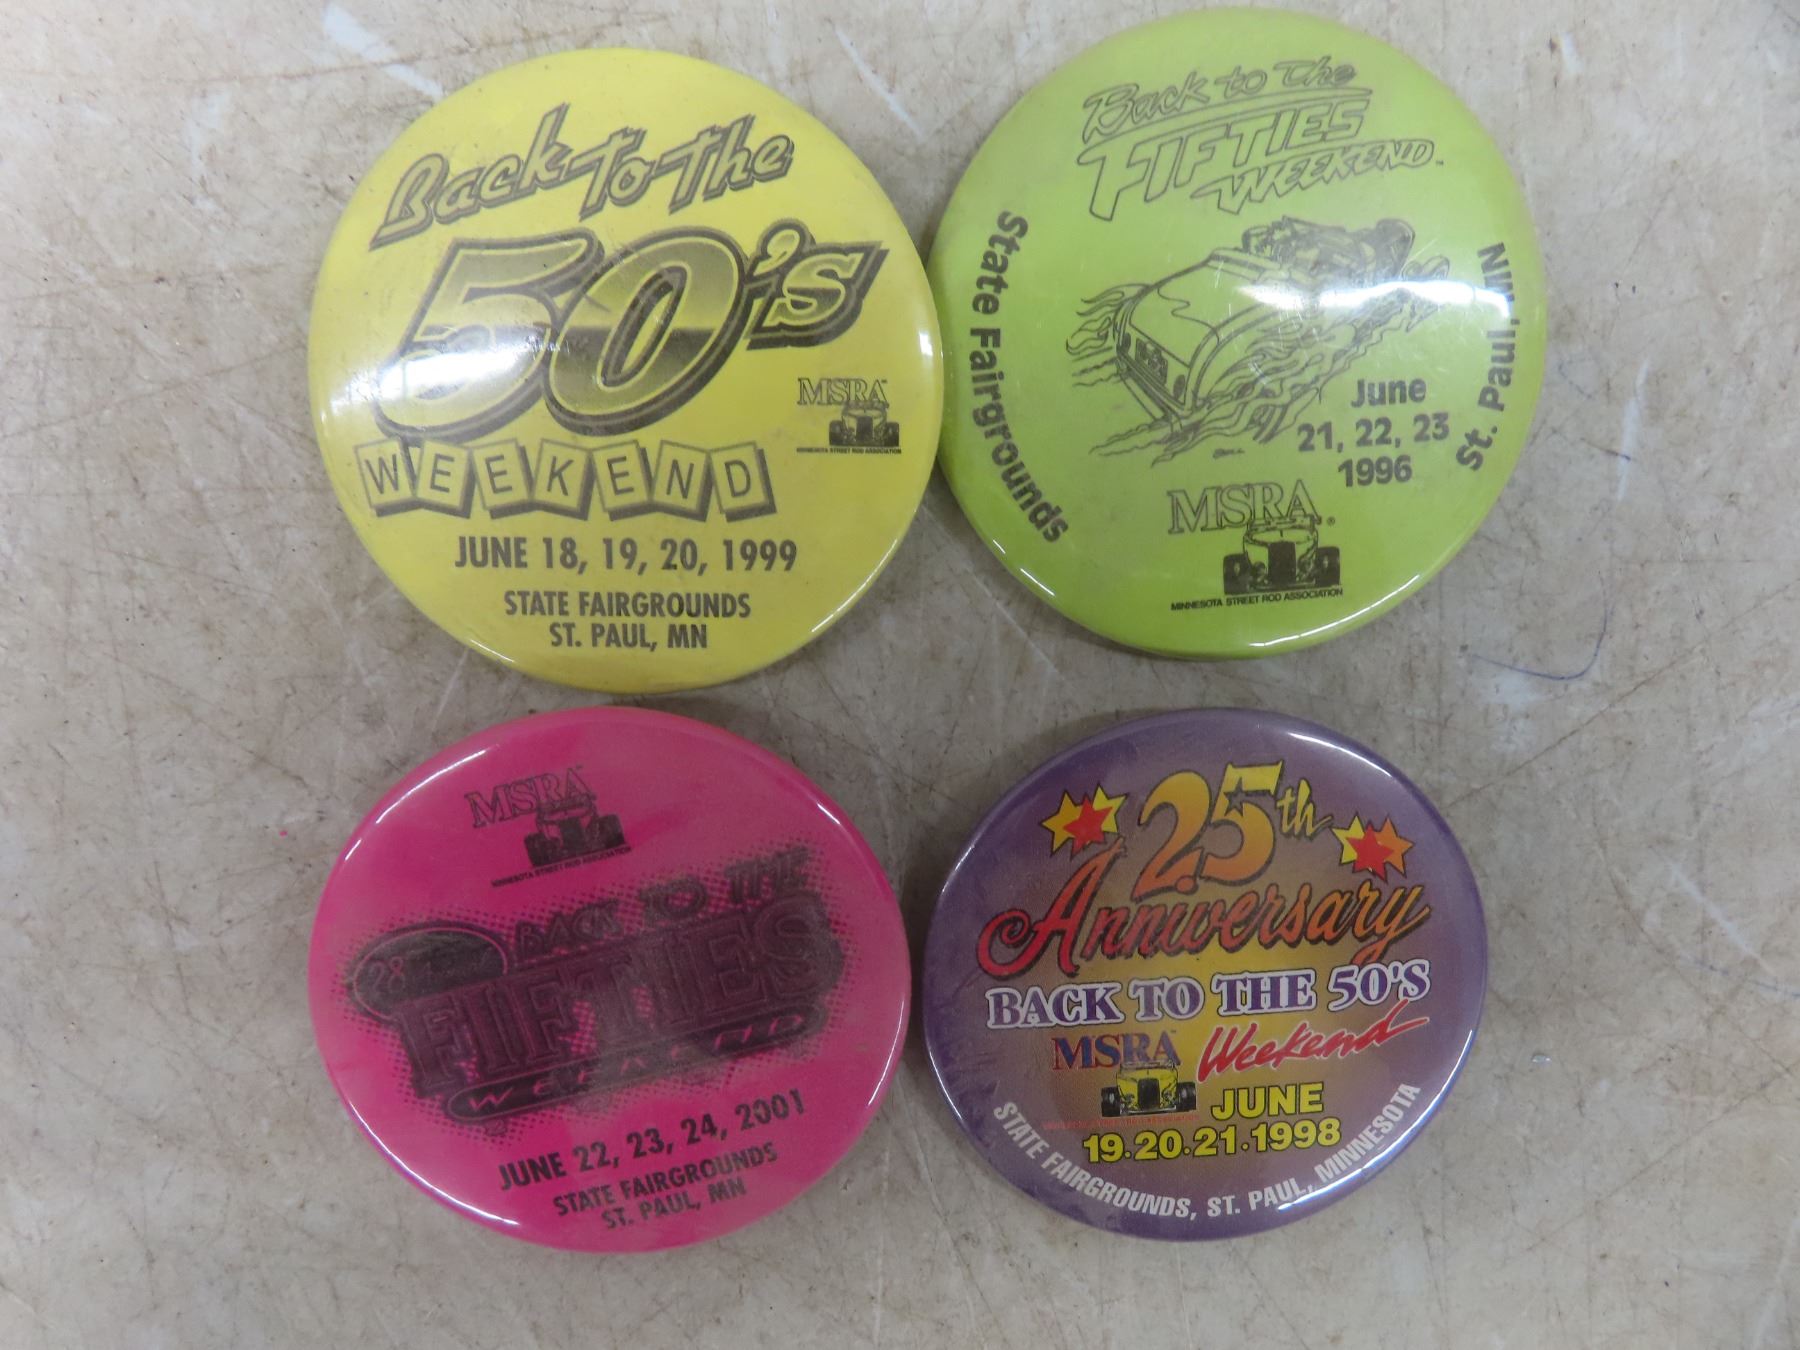 Back To The
50's
WEEKEND
MSRA
MINNESOTA STREET ROD ASSOCIATION
JUNE 18, 19, 20, 1999
STATE FAIRGROUNDS
ST. PAUL, MN
Back to The
FIFTIES
WEEKEND
State Fairgrounds
St. Paul, MN
June
21, 22, 23
1996
MSRA
MINNESOTA STREET ROD ASSOCIATION
MSRA
MINNESOTA STREET ROD ASSOCIATION
BACK TO THE
28
FIFTIES
WEEKEND
JUNE 22, 23, 24, 2001
STATE FAIRGROUNDS
ST. PAUL, MN
25th
Anniversary
BACK TO THE 50'S
MSRA Weekend
JUNE
19.20.21.1998
STATE FAIRGROUNDS, ST. PAUL, MINNESOTA